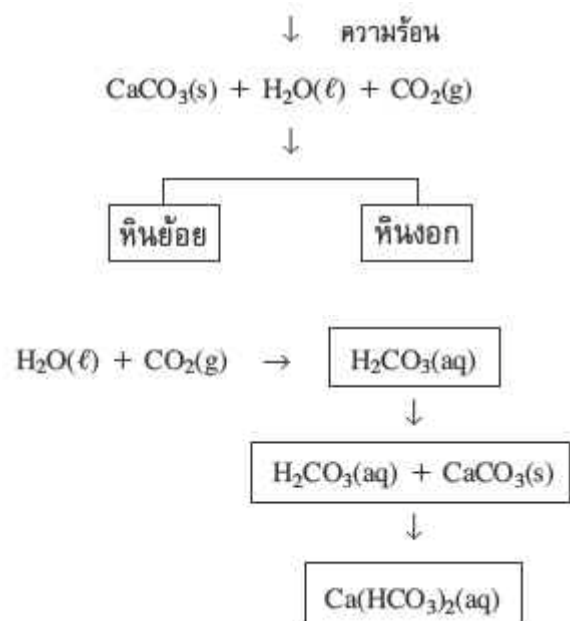 ↓ ความร้อน
CaCO₃(s) + H₂O(ℓ) + CO₂(g)
↓
หินย้อย หินงอก
H₂O(ℓ) + CO₂(g) → H₂CO₃(aq)
↓
H₂CO₃(aq) + CaCO₃(s)
↓
Ca(HCO₃)₂(aq)